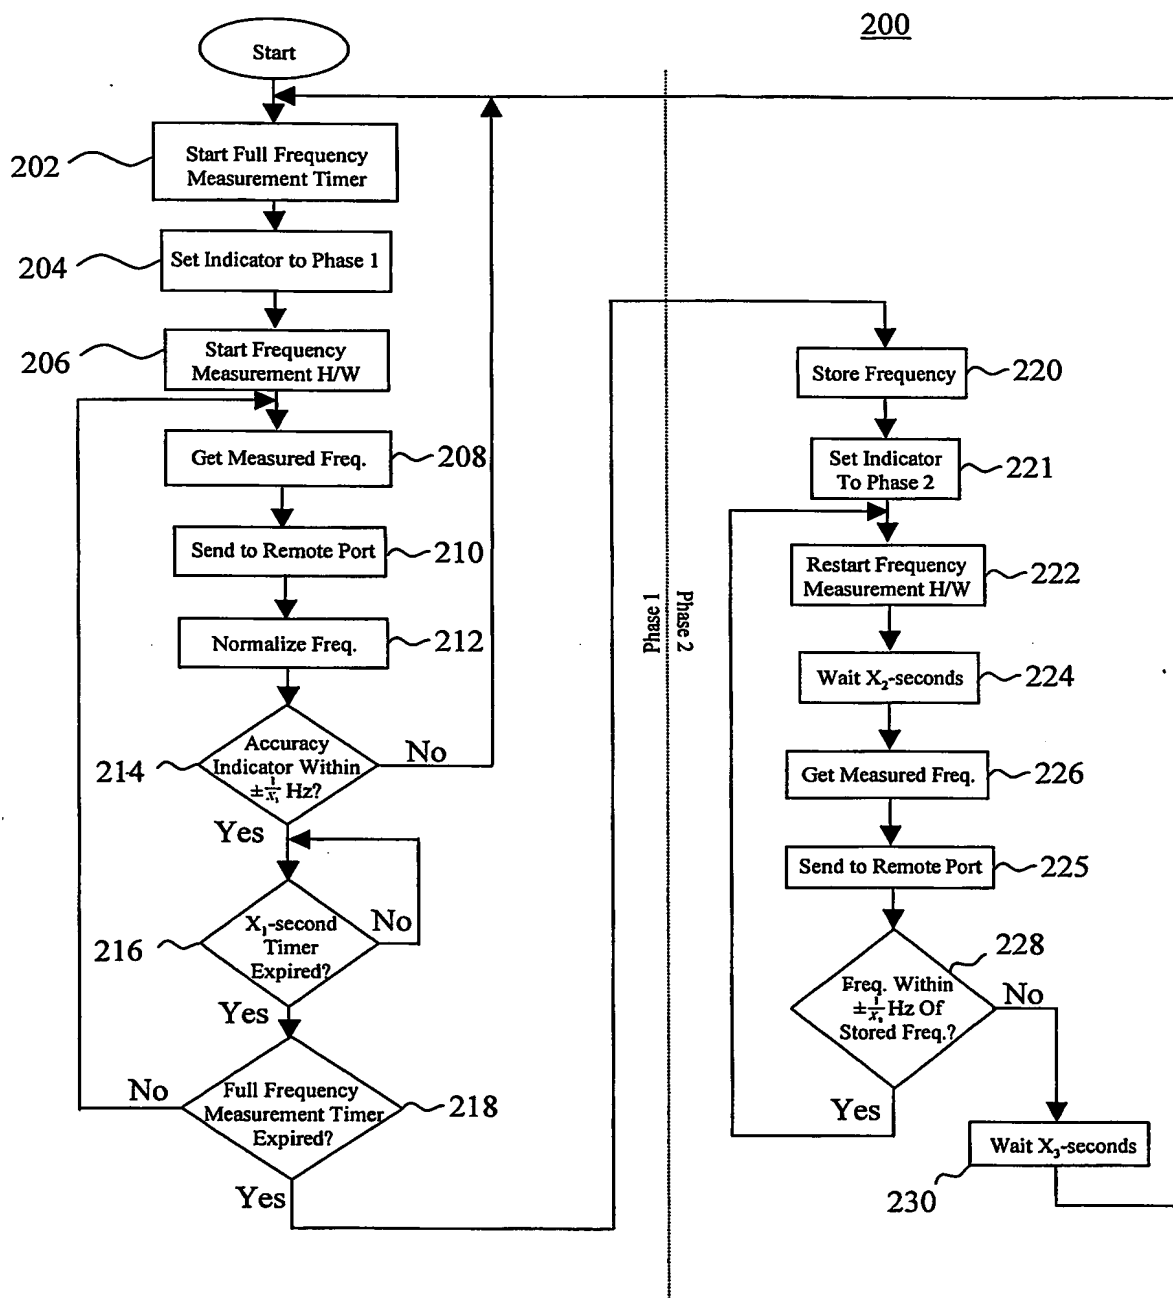 200
Start
202
Start Full Frequency
Measurement Timer
204
Set Indicator to Phase 1
206
Start Frequency
Measurement H/W
Get Measured Freq.
208
Send to Remote Port
210
Normalize Freq.
212
214
Accuracy
Indicator Within
±1/X₁ Hz?
No
Yes
216
X₁-second
Timer
Expired?
No
Yes
No
Full Frequency
Measurement Timer
Expired?
218
Yes
Phase 1
Phase 2
Store Frequency
220
Set Indicator
To Phase 2
221
Restart Frequency
Measurement H/W
222
Wait X₂-seconds
224
Get Measured Freq.
226
Send to Remote Port
225
228
Freq. Within
±1/X₂ Hz Of
Stored Freq.?
No
Yes
Wait X₃-seconds
230